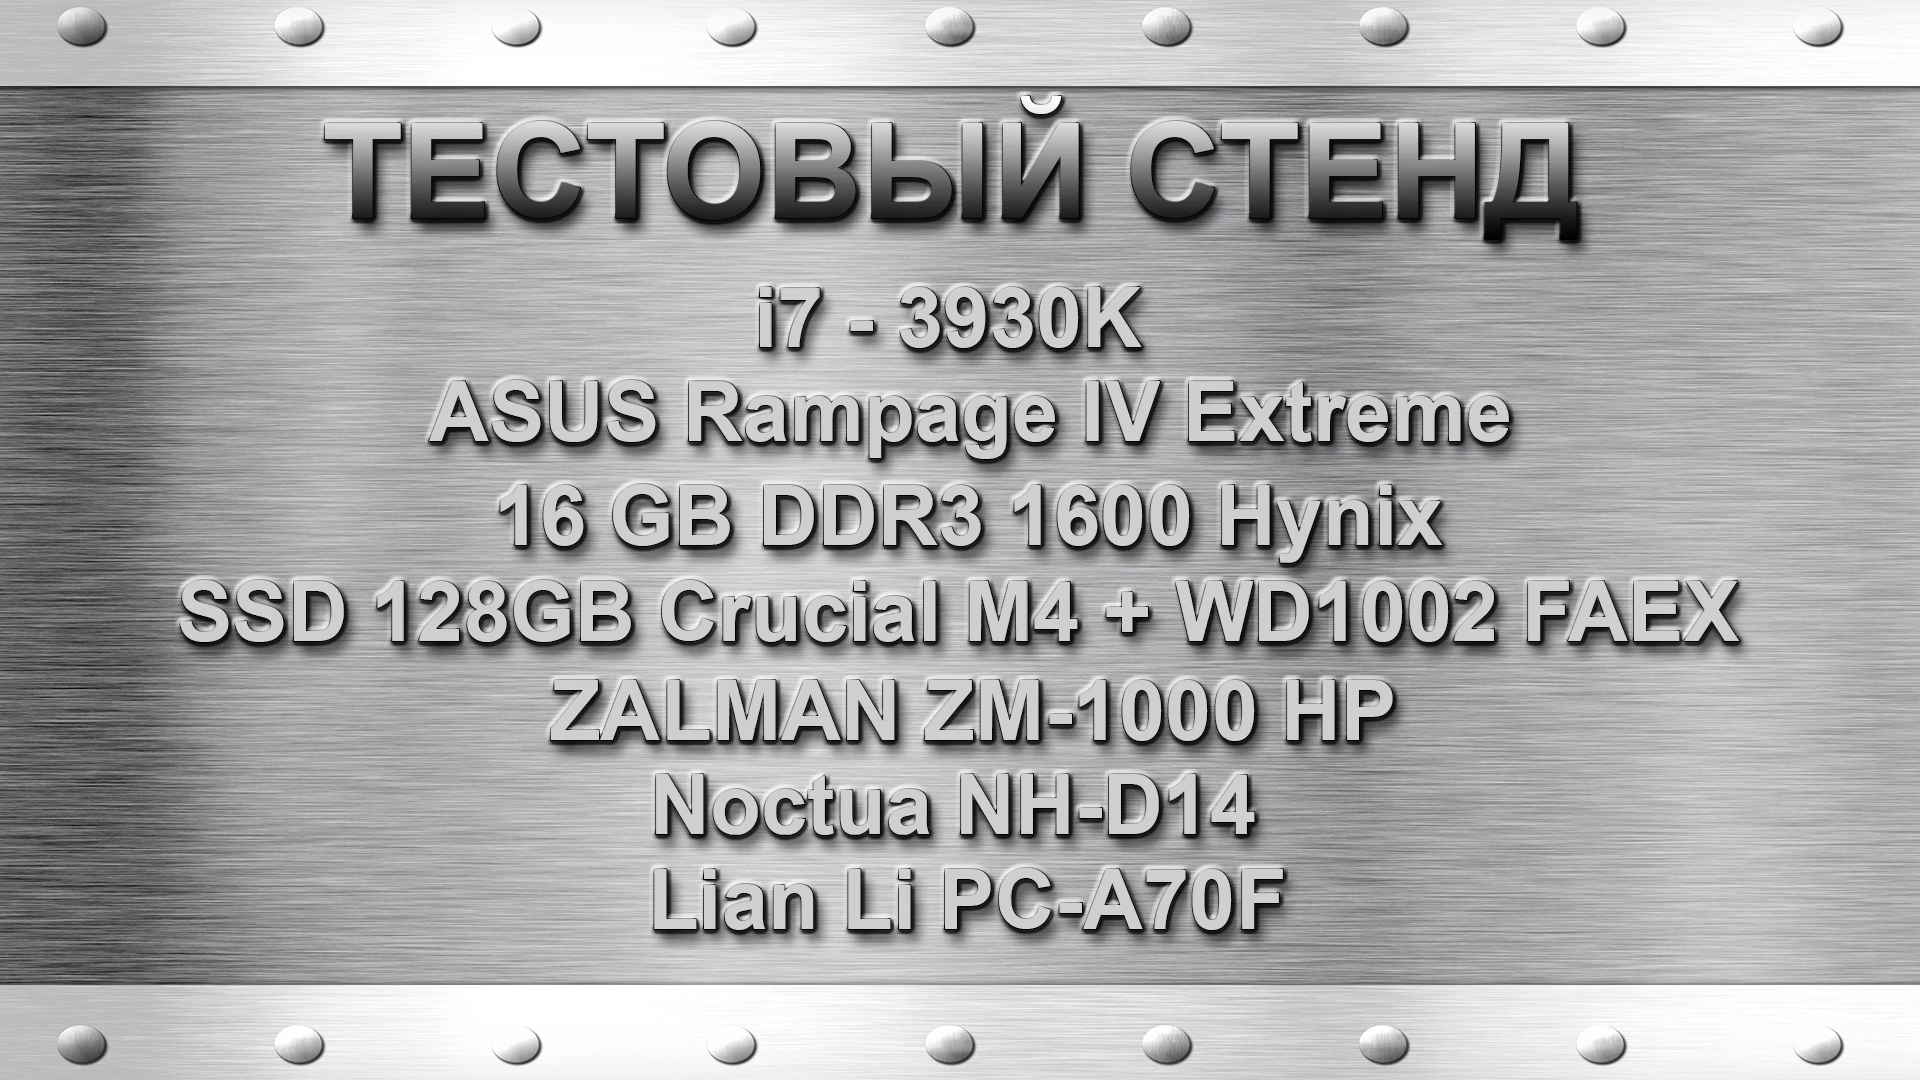 ТЕСТОВЫЙ СТЕНД
i7 - 3930K
ASUS Rampage IV Extreme
16 GB DDR3 1600 Hynix
SSD 128GB Crucial M4 + WD1002 FAEX
ZALMAN ZM-1000 HP
Noctua NH-D14
Lian Li PC-A70F